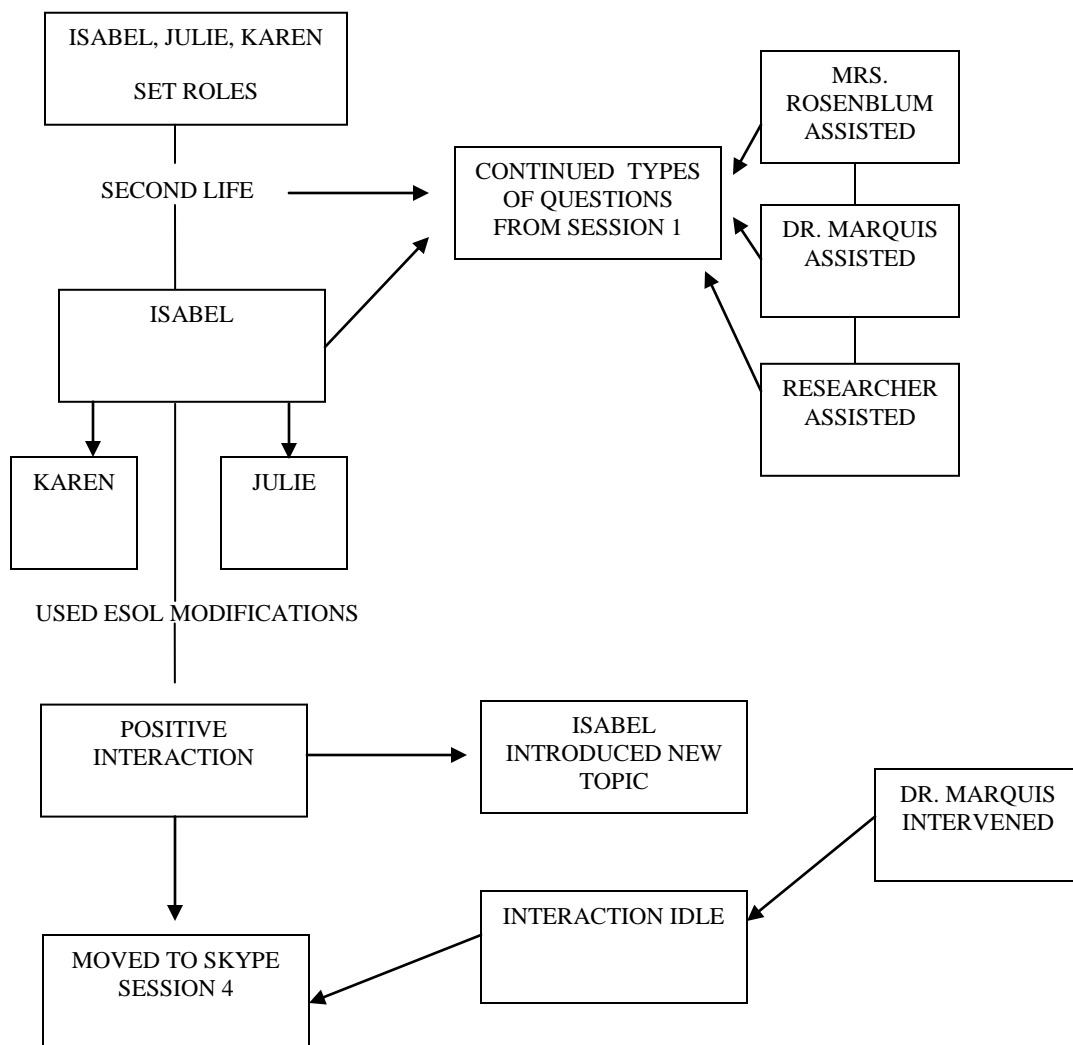 ISABEL, JULIE, KAREN
SET ROLES
MRS.
ROSENBLUM
ASSISTED
SECOND LIFE
CONTINUED TYPES
OF QUESTIONS
FROM SESSION 1
DR. MARQUIS
ASSISTED
ISABEL
RESEARCHER
ASSISTED
KAREN
JULIE
USED ESOL MODIFICATIONS
POSITIVE
INTERACTION
ISABEL
INTRODUCED NEW
TOPIC
DR. MARQUIS
INTERVENED
INTERACTION IDLE
MOVED TO SKYPE
SESSION 4